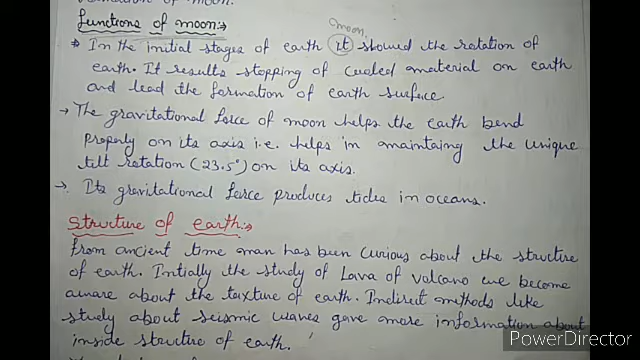 Functions of moon:→
moon
⇒ In the initial stages of earth it slowed the rotation of
earth. It results stopping of cooled material on earth
and lead the formation of earth surface.
→ The gravitational force of moon helps the Earth bend
properly on its axis i.e. helps in maintaing the unique
tilt rotation (23.5°) on its axis.
→ Its gravitational force produces tides in oceans.
Structure of earth:→
From ancient time man has been curious about the structure
of earth. Intially the study of Lava of volcano we become
aware about the texture of earth. Indirect methods like
study about seismic waves gave more information about
inside structure of earth.
PowerDirector